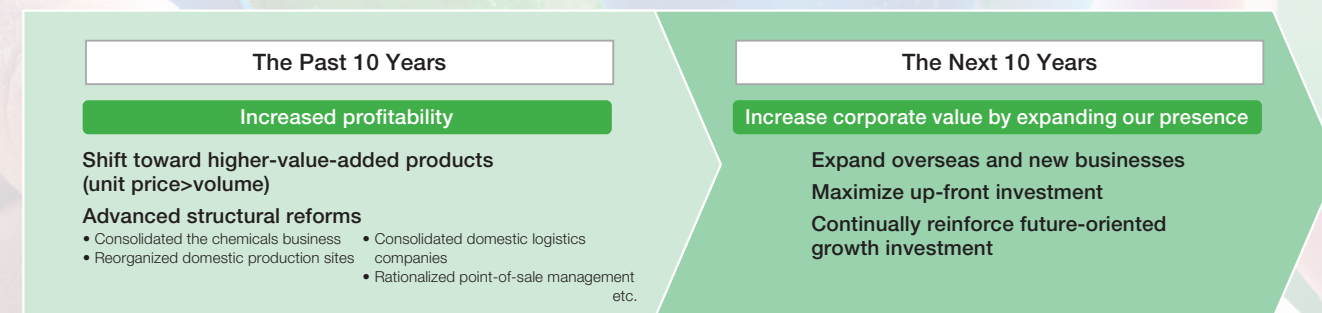 The Past 10 Years
Increased profitability
Shift toward higher-value-added products
(unit price>volume)
Advanced structural reforms
• Consolidated the chemicals business
• Reorganized domestic production sites
• Consolidated domestic logistics
companies
• Rationalized point-of-sale management
etc.
The Next 10 Years
Increase corporate value by expanding our presence
Expand overseas and new businesses
Maximize up-front investment
Continually reinforce future-oriented
growth investment